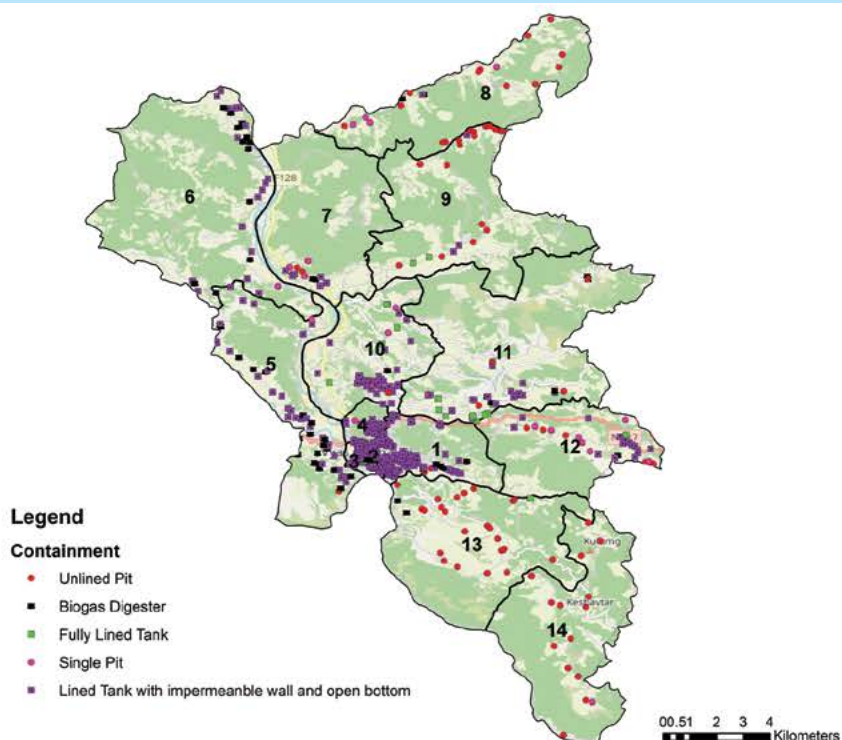 8
6
F128
7
9
10
11
5
4
1
3
2
12
13
14
Legend
Containment
Unlined Pit
Biogas Digester
Fully Lined Tank
Single Pit
Lined Tank with impermeanble wall and open bottom
00.51 2 3 4
Kilometers